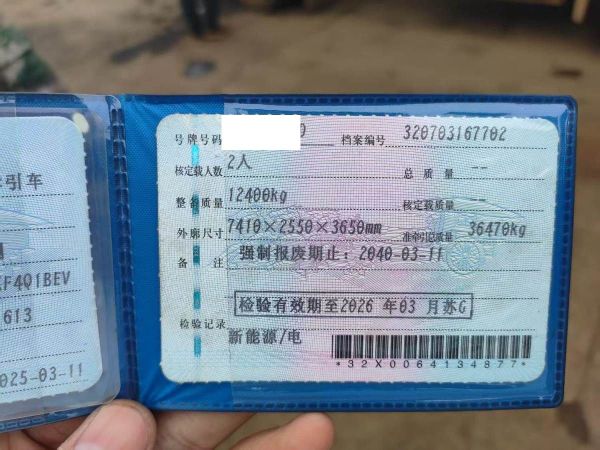 引车
F4Q1BEV
613
025-03-11
号牌号码 0 档案编号 320703167702
核定载人数 2人 总质量 --
整备质量 12400kg 核定载质量 --
外廓尺寸 7410×2550×3650mm 准牵引总质量 36470kg
备注 强制报废期止：2040-03-11
检验有效期至2026 年03 月苏G
检验记录
新能源/电
*32X0064134877*